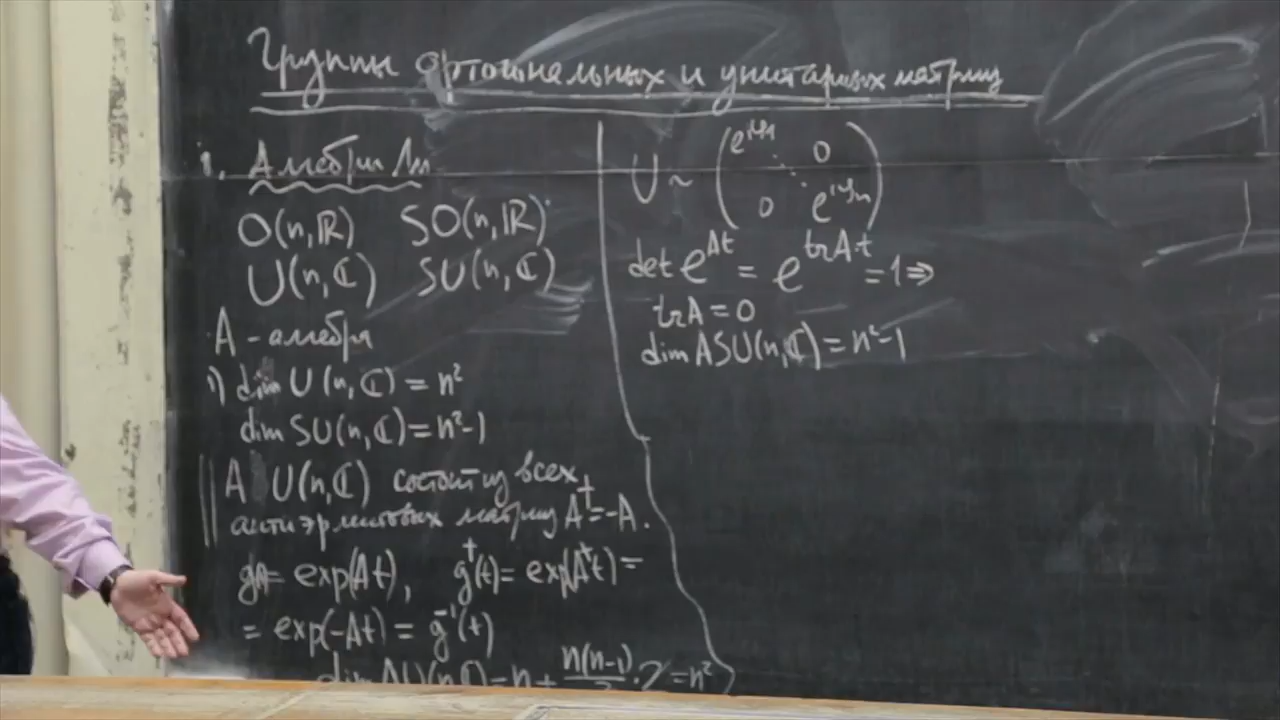 Группы ортогональных и унитарных матриц
1. Алгебры Ли
O(n,ℝ) SO(n,ℝ)
U(n,ℂ) SU(n,ℂ)
A - алгебра
1) dim U(n,ℂ) = n²
dim SU(n,ℂ) = n²-1
A U(n,ℂ) состоит из всех
антиэрмитовых матриц A⁺=-A.
= exp(At), g⁺(t) = exp(A⁺t) =
= exp(-At) = g⁻¹(t)
dim AU(n,ℂ) = n + n(n-1)/2 · 2 = n²
U ~ (e^{iφ₁} ⋱ 0 0 e^{iφₙ})
det e^{At} = e^{trA·t} = 1 ⇒
trA = 0
dim ASU(n,ℂ) = n²-1